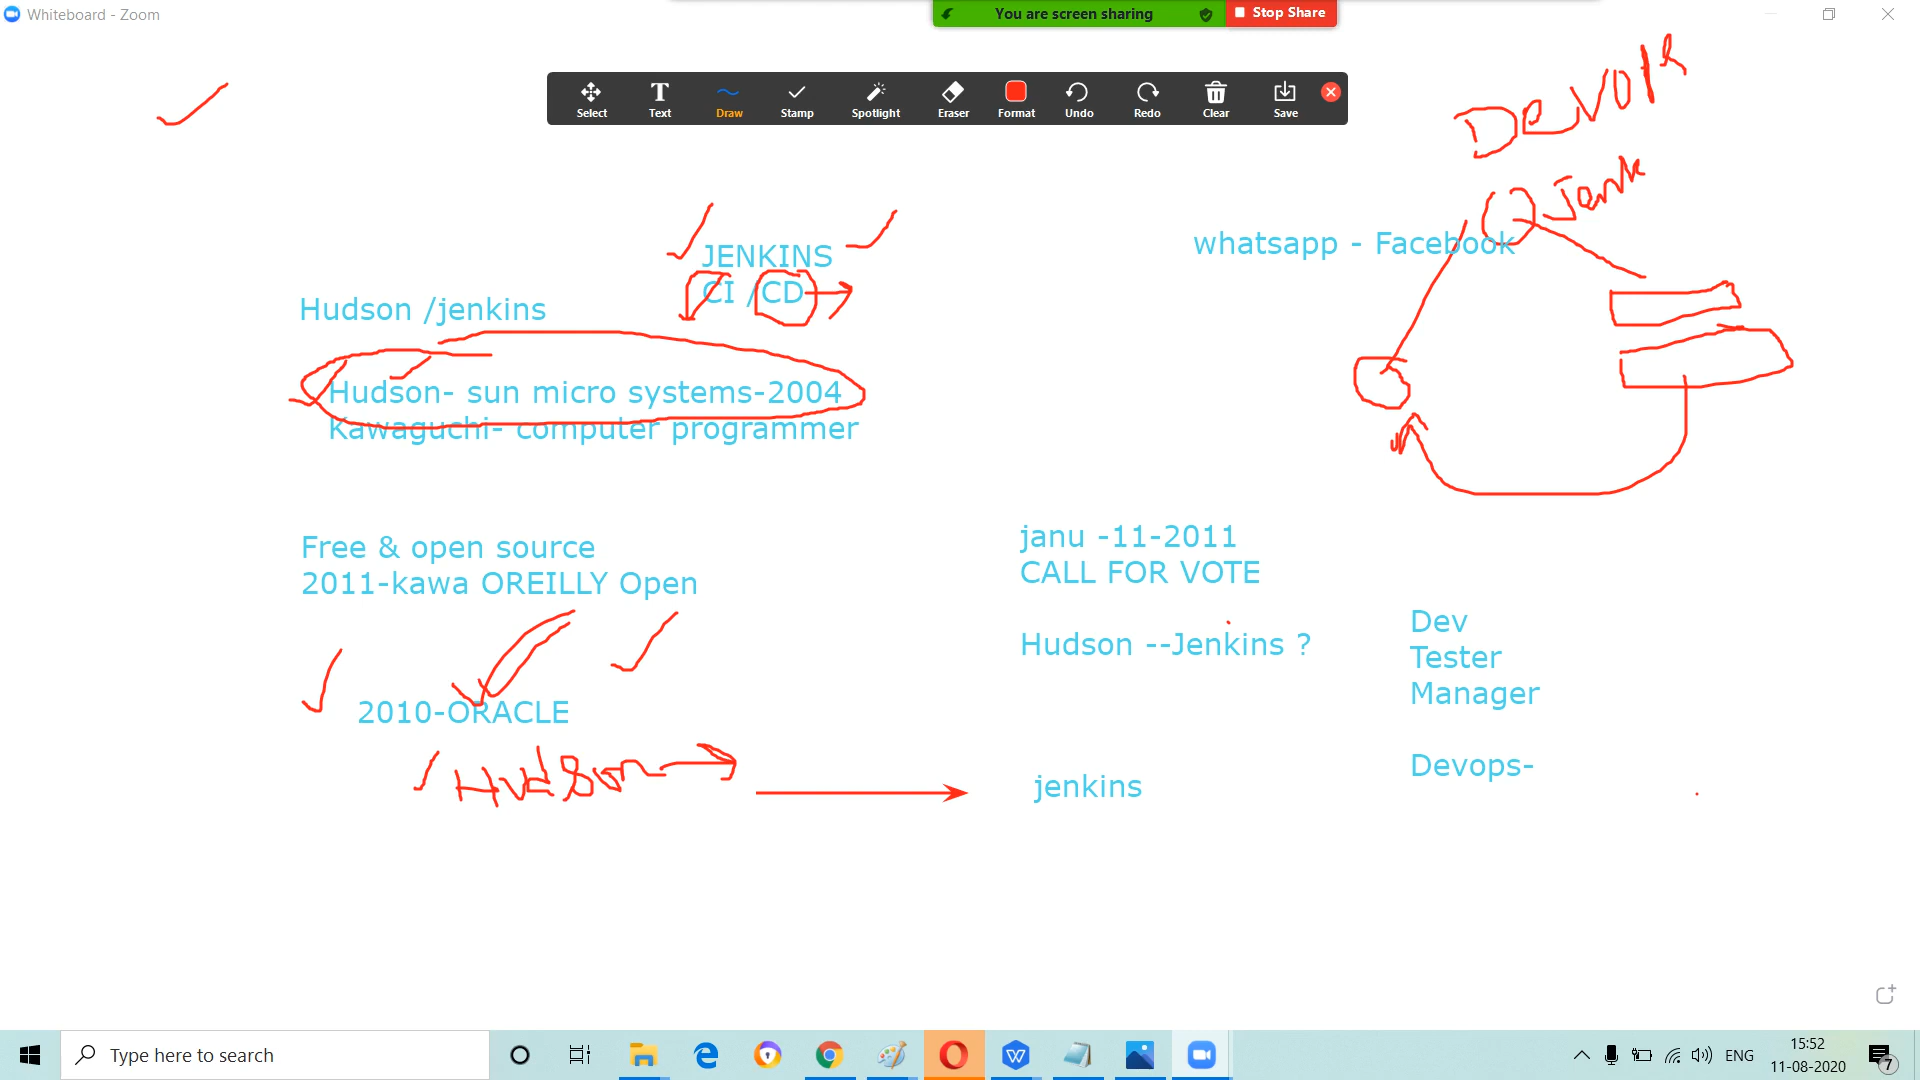 Whiteboard - Zoom
You are screen sharing
Stop Share
Select Text Draw Stamp Spotlight Eraser Format Undo Redo Clear Save
Jenk
JENKINS
CI /CD
whatsapp - Facebook
Hudson /jenkins
Hudson- sun micro systems-2004
Kawaguchi- computer programmer
Free & open source
2011-kawa OREILLY Open
janu -11-2011
CALL FOR VOTE
Hudson --Jenkins ?
Dev
Tester
Manager
2010-ORACLE
HUdSon
jenkins
Devops-
Type here to search
ENG
15:52
11-08-2020
7